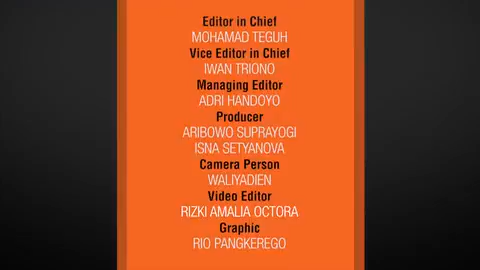 Editor in Chief
MOHAMAD TEGUH
Vice Editor in Chief
IWAN TRIONO
Managing Editor
ADRI HANDOYO
Producer
ARIBOWO SUPRAYOGI
ISNA SETYANOVA
Camera Person
WALIYADIEN
Video Editor
RIZKI AMALIA OCTORA
Graphic
RIO PANGKEREGO